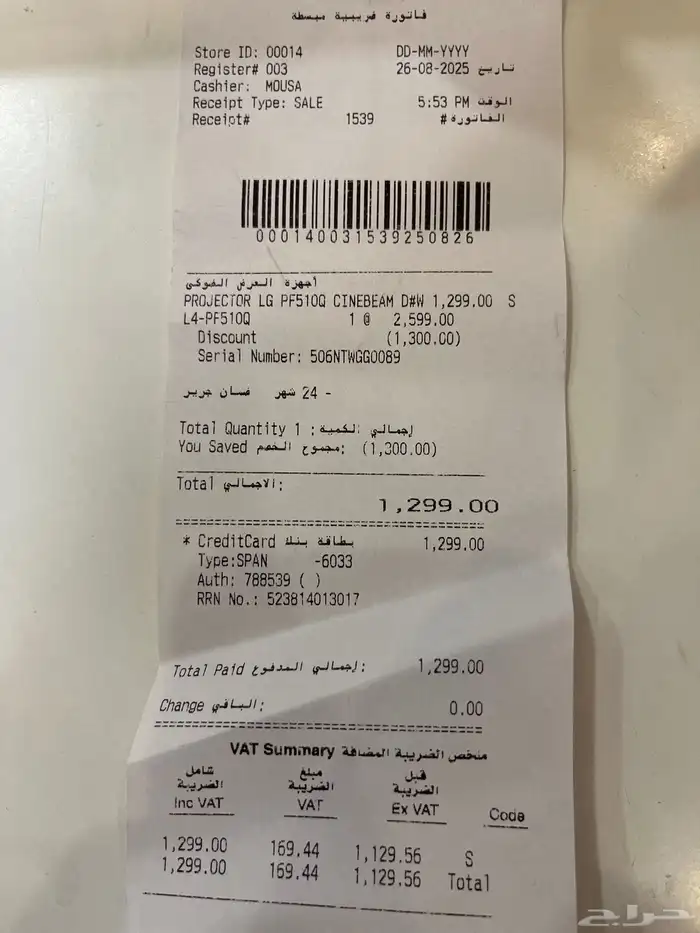 فاتورة ضريبية مبسطة
Store ID: 00014 DD-MM-YYYY
Register# 003 26-08-2025 تاريخ
Cashier: MOUSA
Receipt Type: SALE 5:53 PM الوقت
Receipt# 1539 الفاتورة #
000140031539250826
أجهزة العرض الضوئي
PROJECTOR LG PF510Q CINEBEAM D#W 1,299.00 S
L4-PF510Q 1 @ 2,599.00
Discount (1,300.00)
Serial Number: 506NTWGG0089
- 24 شهر ضمان جرير
Total Quantity 1 : إجمالي الكمية
You Saved مجموع الخصم: (1,300.00)
Total الاجمالي:
1,299.00
* CreditCard بطاقة بنك 1,299.00
Type:SPAN -6033
Auth: 788539 ( )
RRN No.: 523814013017
Total Paid إجمالي المدفوع: 1,299.00
Change الباقي: 0.00
VAT Summary ملخص الضريبة المضافة
شامل الضريبة مبلغ الضريبة قبل الضريبة
Inc VAT VAT Ex VAT Code
1,299.00 169.44 1,129.56 S
1,299.00 169.44 1,129.56 Total
حراج